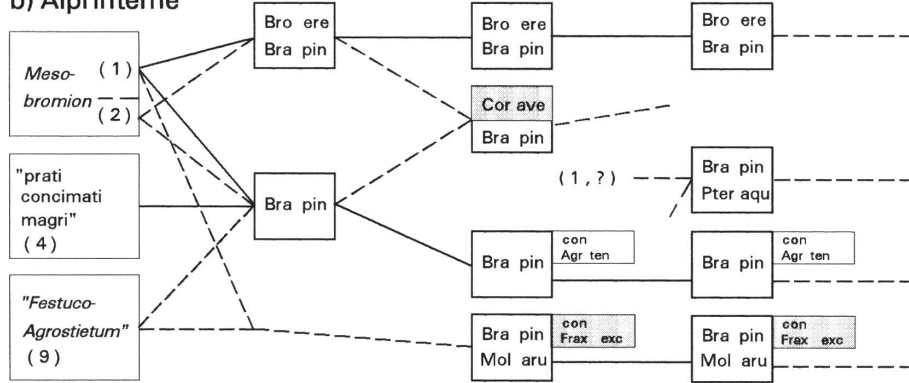 b) Alpinterne
Meso-
bromion
(1)
(2)
"prati
concimati
magri"
(4)
"Festuco-
Agrostietum"
(9)
Bro ere
Bra pin
Bra pin
Bro ere
Bra pin
Cor ave
Bra pin
(1,?)
Bra pin
con
Agr ten
Bra pin
Mol aru
con
Frax exc
Bro ere
Bra pin
Bra pin
Pter aqu
Bra pin
con
Agr ten
Bra pin
Mol aru
con
Frax exc